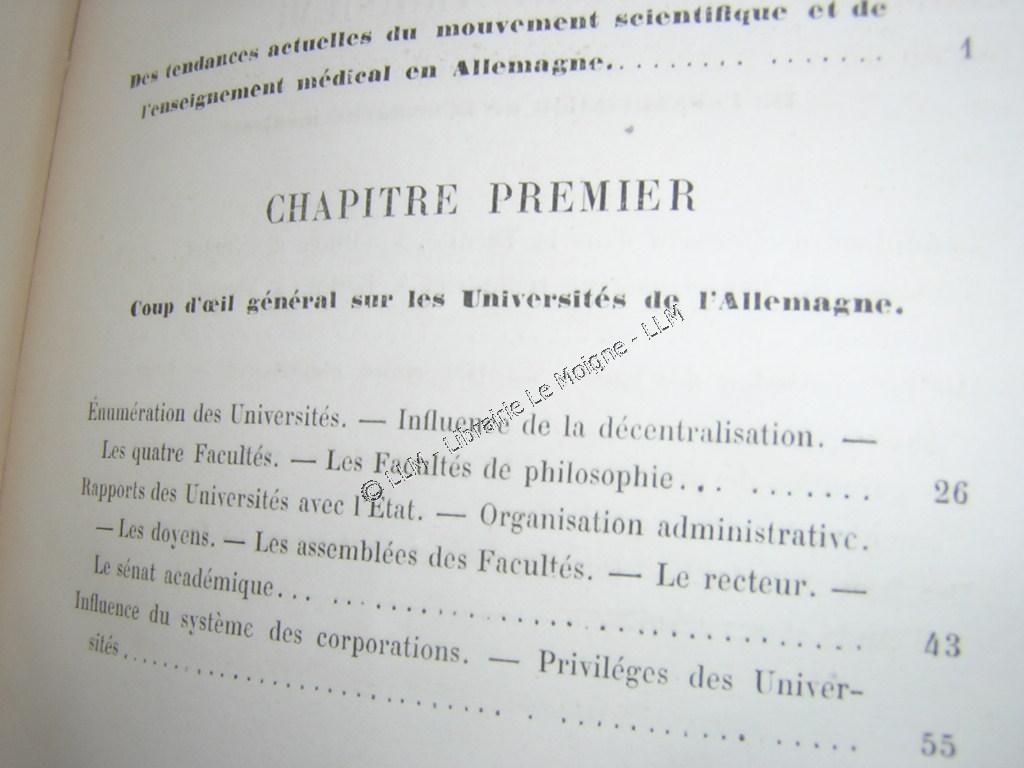 Des tendances actuelles du mouvement scientifique et de
l'enseignement médical en Allemagne......... ....... 1
CHAPITRE PREMIER
Coup d'œil général sur les Universités de l'Allemagne.
Énumération des Universités. — Influence de la décentralisation. —
Les quatre Facultés. — Les Facultés de philosophie... ....... 26
Rapports des Universités avec l'État. — Organisation administrative.
— Les doyens. — Les assemblées des Facultés. — Le recteur. —
Le sénat académique... .......................... 43
Influence du système des corporations. — Priviléges des Univer-
sités............................ . .......... ..... 55
© LLM - Librairie Le Moigne - LLM